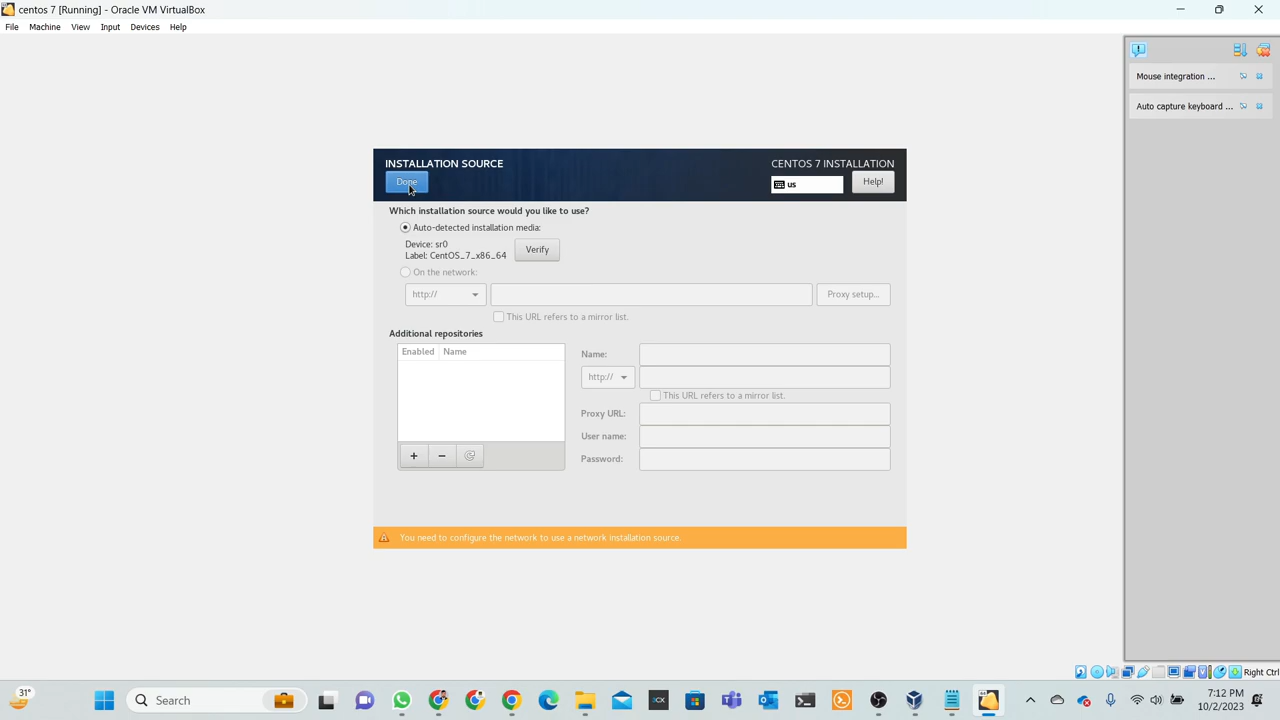 centos 7 [Running] - Oracle VM VirtualBox
File Machine View Input Devices Help
Mouse integration ...
Auto capture keyboard ...
INSTALLATION SOURCE
CENTOS 7 INSTALLATION
Done
us
Help!
Which installation source would you like to use?
Auto-detected installation media:
Device: sr0
Label: CentOS_7_x86_64
Verify
On the network:
http://
Proxy setup...
This URL refers to a mirror list.
Additional repositories
Enabled Name
Name:
http://
This URL refers to a mirror list.
Proxy URL:
User name:
Password:
+ −
You need to configure the network to use a network installation source.
Right Ctrl
31°
Search
7:12 PM
10/2/2023